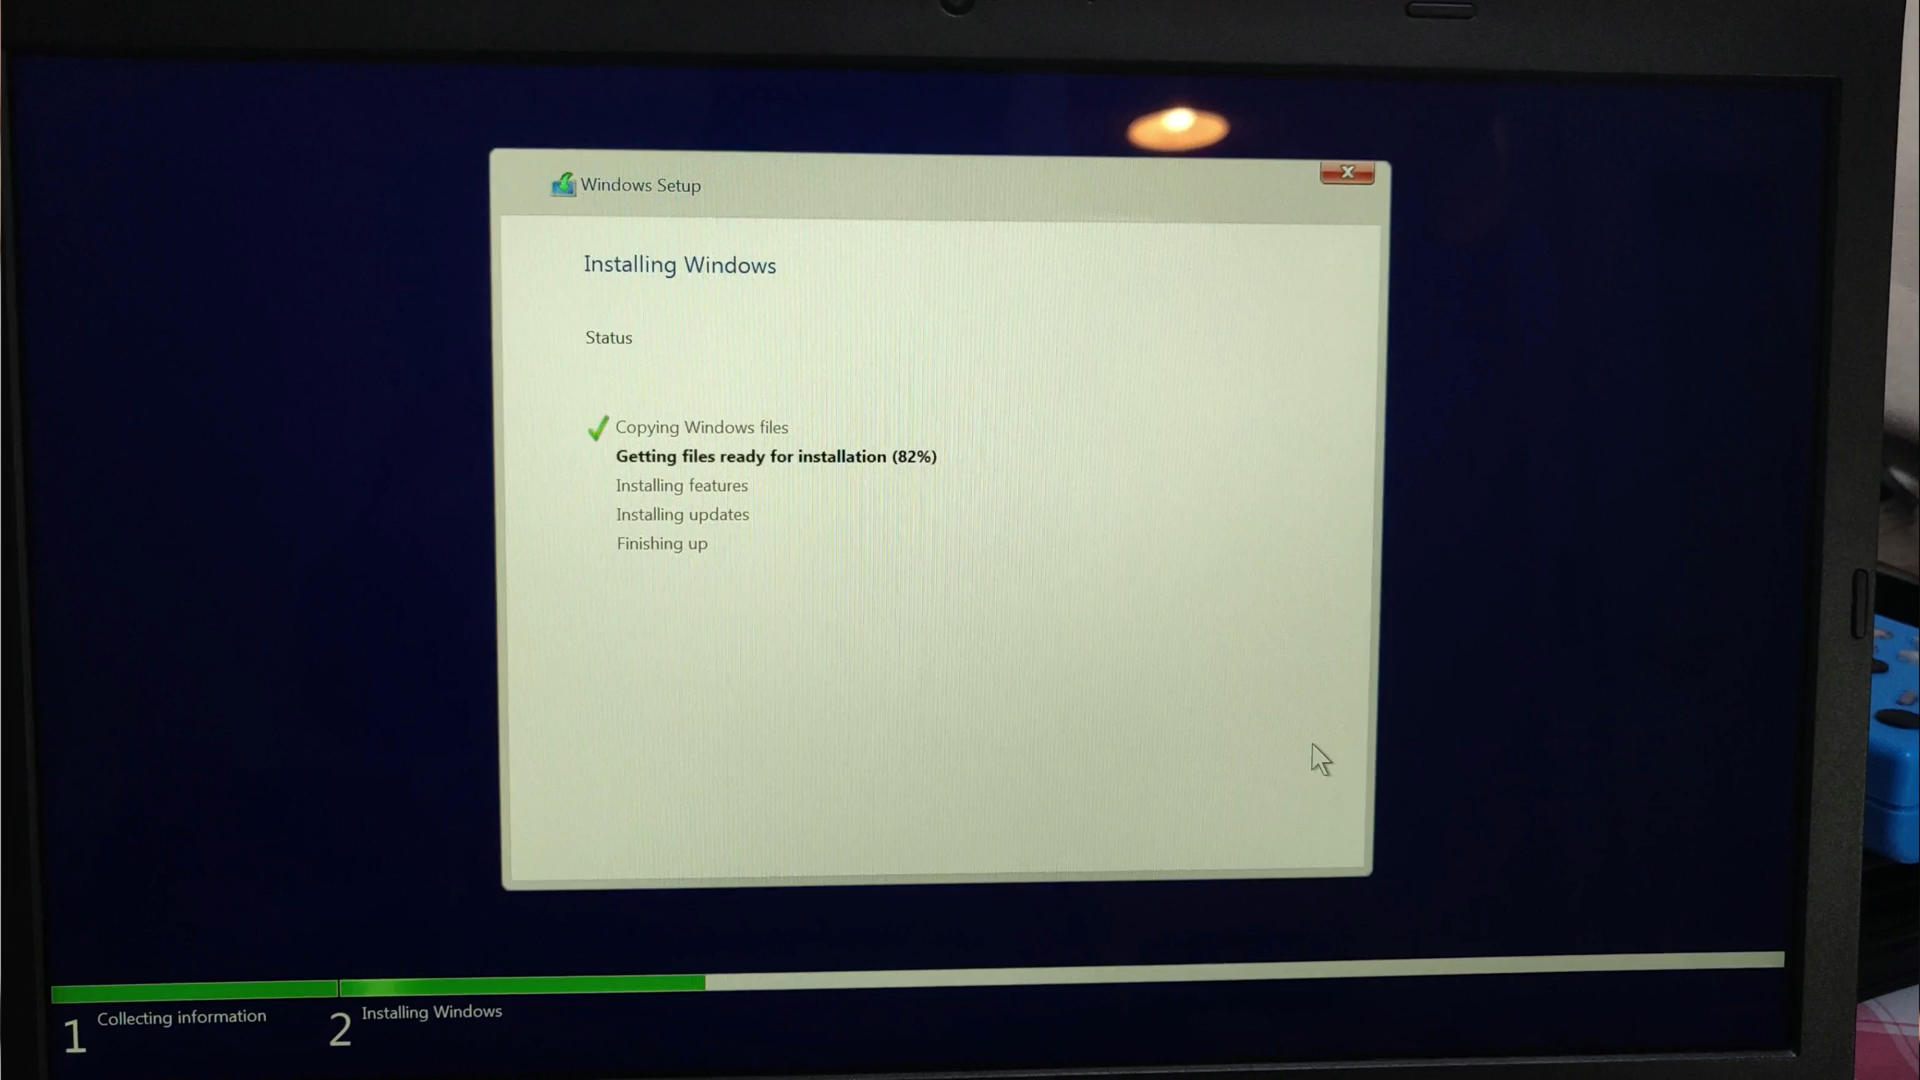 Windows Setup
Installing Windows
Status
Copying Windows files
Getting files ready for installation (82%)
Installing features
Installing updates
Finishing up
1 Collecting information
2 Installing Windows